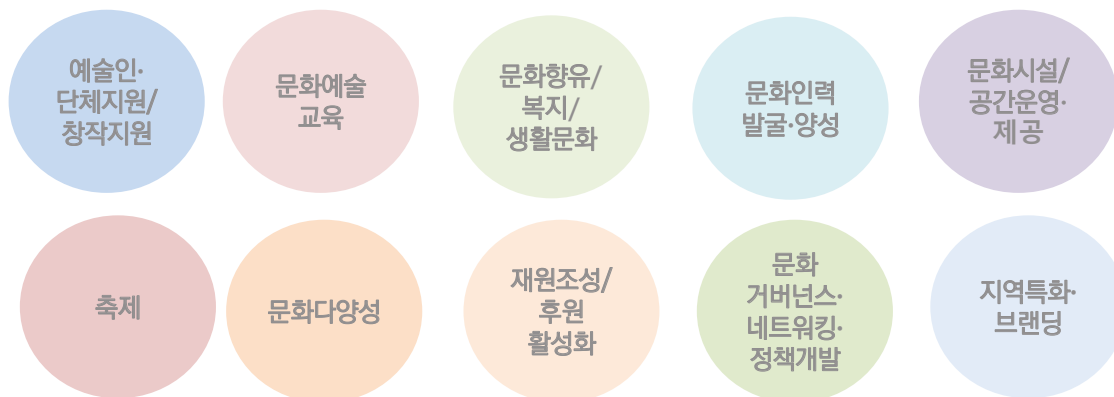 예술인·
단체지원/
창작지원
문화예술
교육
문화향유/
복지/
생활문화
문화인력
발굴·양성
문화시설/
공간운영·
제공
축제
문화다양성
재원조성/
후원
활성화
문화
거버넌스·
네트워킹·
정책개발
지역특화·
브랜딩